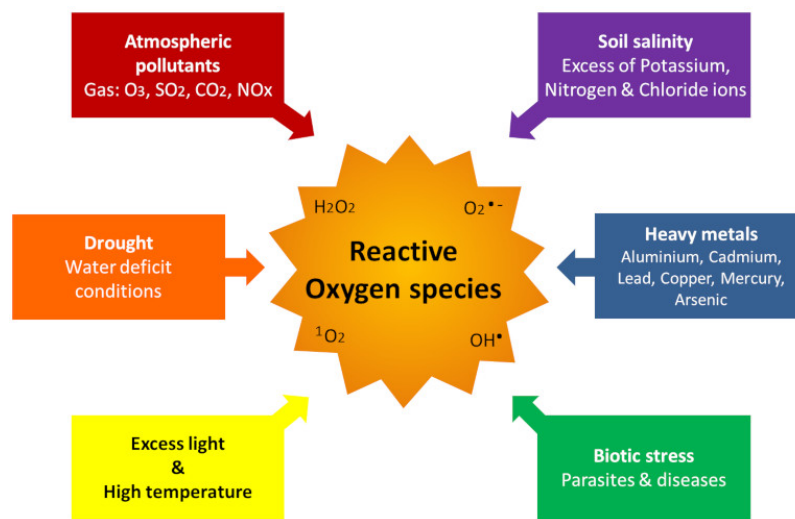 Atmospheric
pollutants
Gas: O₃, SO₂, CO₂, NOx
Soil salinity
Excess of Potassium,
Nitrogen & Chloride ions
H₂O₂
O₂•-
Drought
Water deficit
conditions
Reactive
Oxygen species
Heavy metals
Aluminium, Cadmium,
Lead, Copper, Mercury,
Arsenic
¹O₂
OH•
Excess light
&
High temperature
Biotic stress
Parasites & diseases